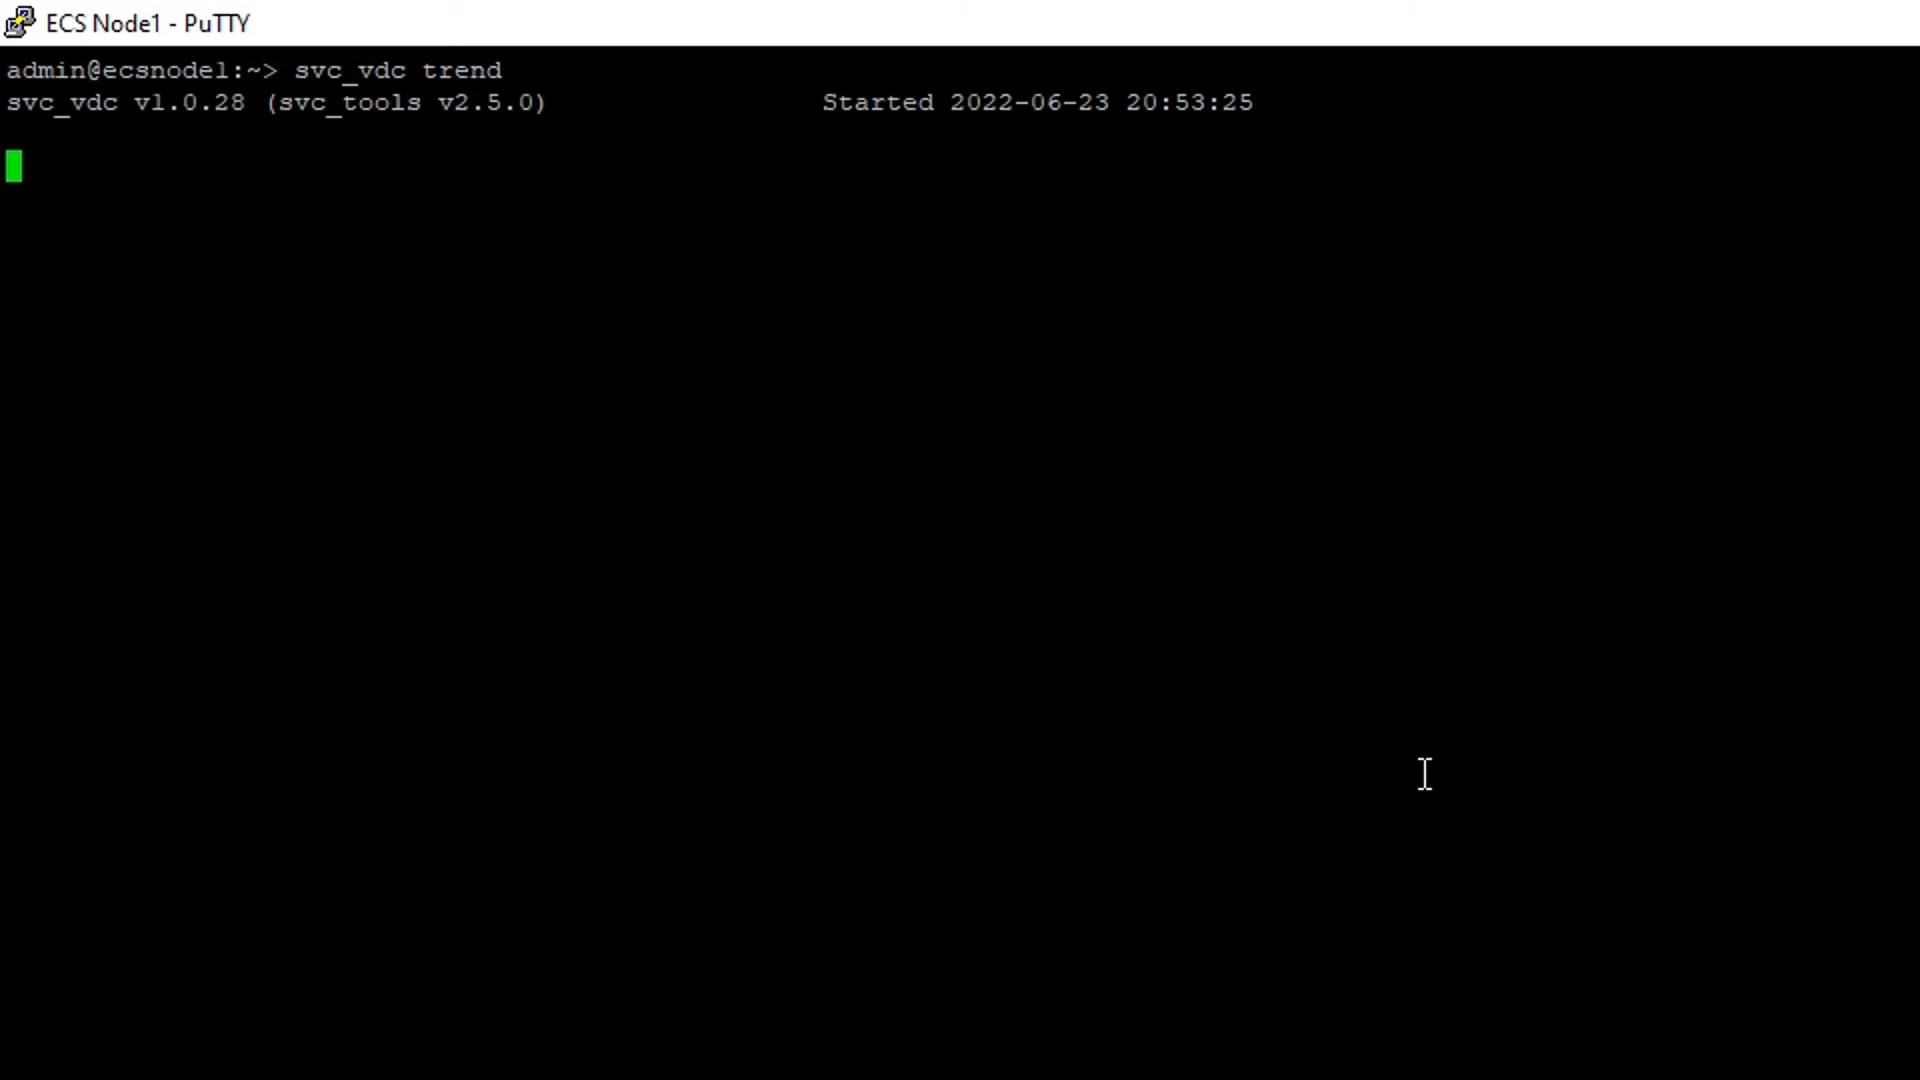 ECS Node1 - PuTTY
admin@ecsnode1:~> svc_vdc trend
svc_vdc v1.0.28 (svc_tools v2.5.0)                 Started 2022-06-23 20:53:25